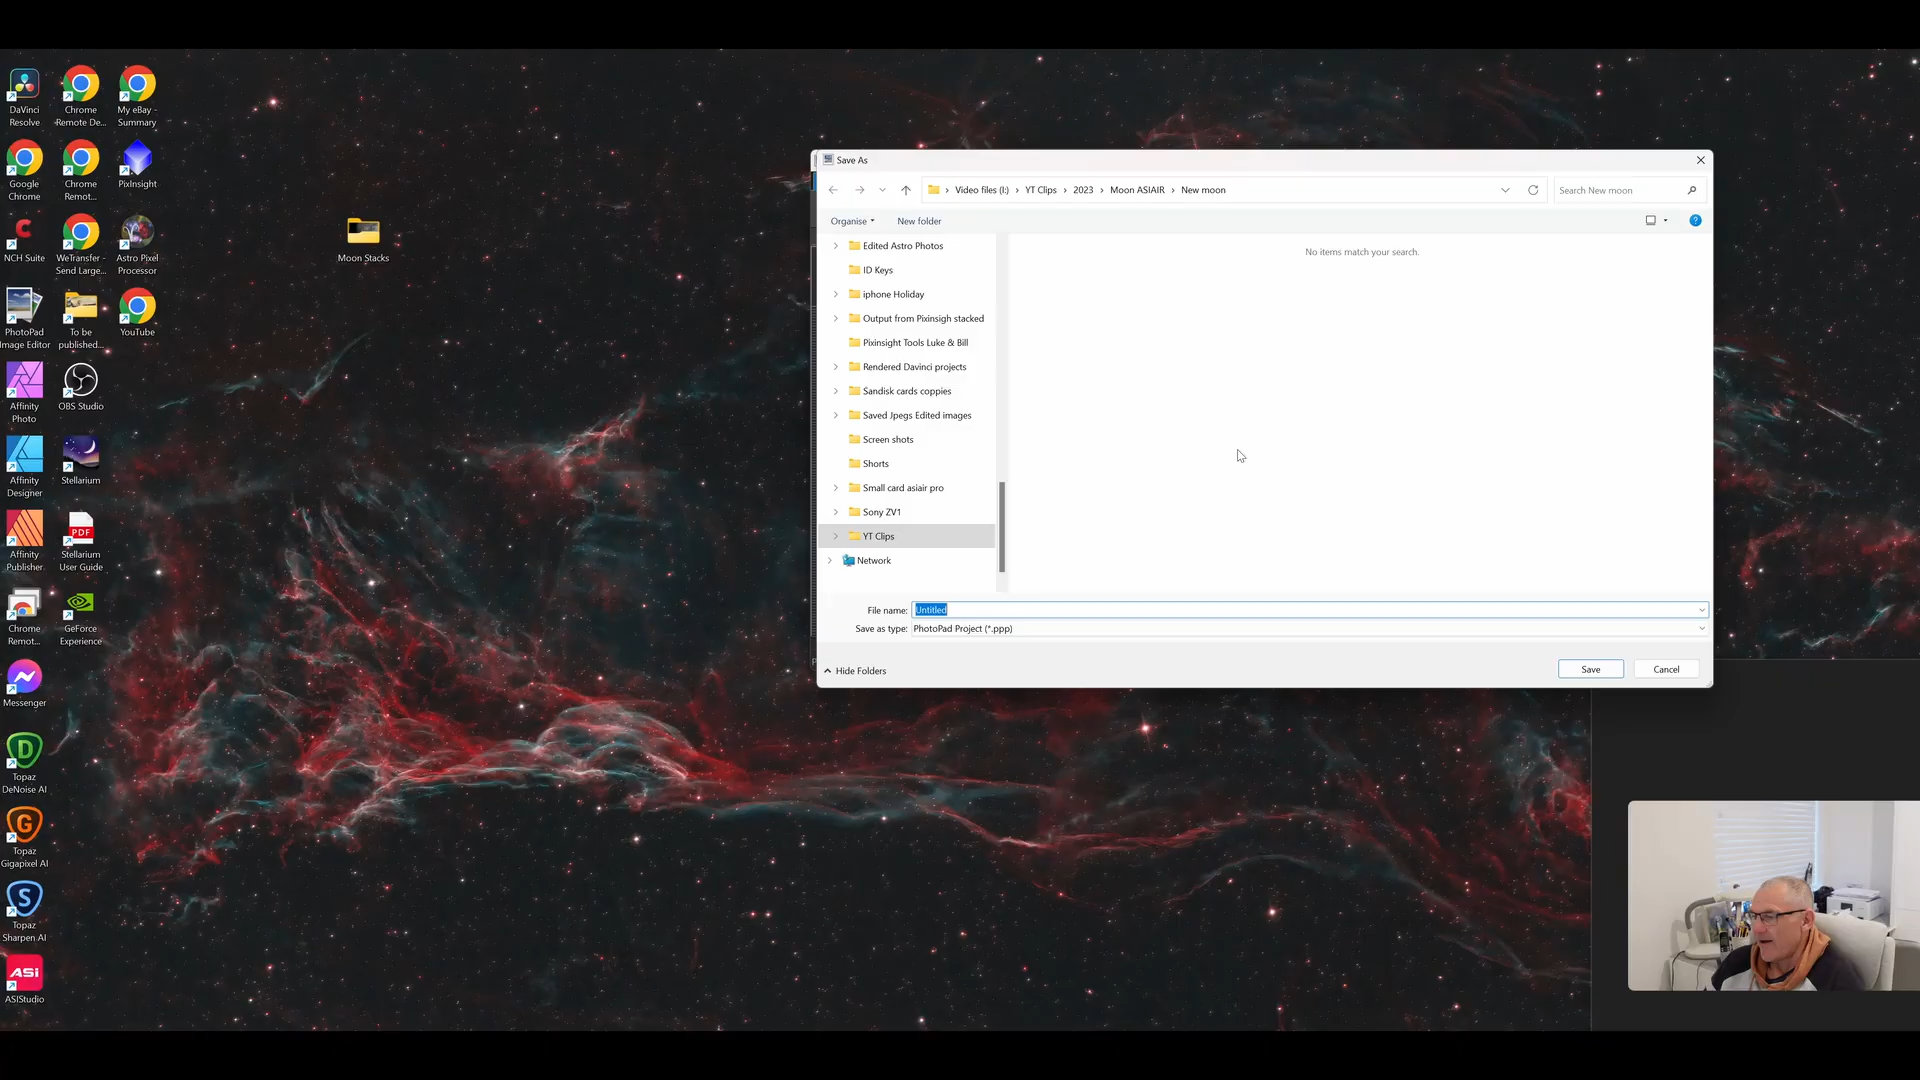 DaVinci
Resolve
Chrome
Remote De...
My eBay -
Summary
Google
Chrome
Chrome
Remot...
PixInsight
NCH Suite
WeTransfer -
Send Large...
Astro Pixel
Processor
PhotoPad
Image Editor
To be
published...
YouTube
Affinity
Photo
OBS Studio
Affinity
Designer
Stellarium
Affinity
Publisher
PDF
Stellarium
User Guide
Chrome
Remot...
GeForce
Experience
Messenger
D
Topaz
DeNoise AI
G
Topaz
Gigapixel AI
S
Topaz
Sharpen AI
ASi
ASIStudio
Moon Stacks
Save As
Video files (I:) › YT Clips › 2023 › Moon ASIAIR › New moon
Search New moon
Organise
New folder
?
Edited Astro Photos
ID Keys
iphone Holiday
Output from Pixinsigh stacked
Pixinsight Tools Luke & Bill
Rendered Davinci projects
Sandisk cards coppies
Saved Jpegs Edited images
Screen shots
Shorts
Small card asiair pro
Sony ZV1
YT Clips
Network
No items match your search.
File name: Untitled
Save as type: PhotoPad Project (*.ppp)
Hide Folders
Save
Cancel